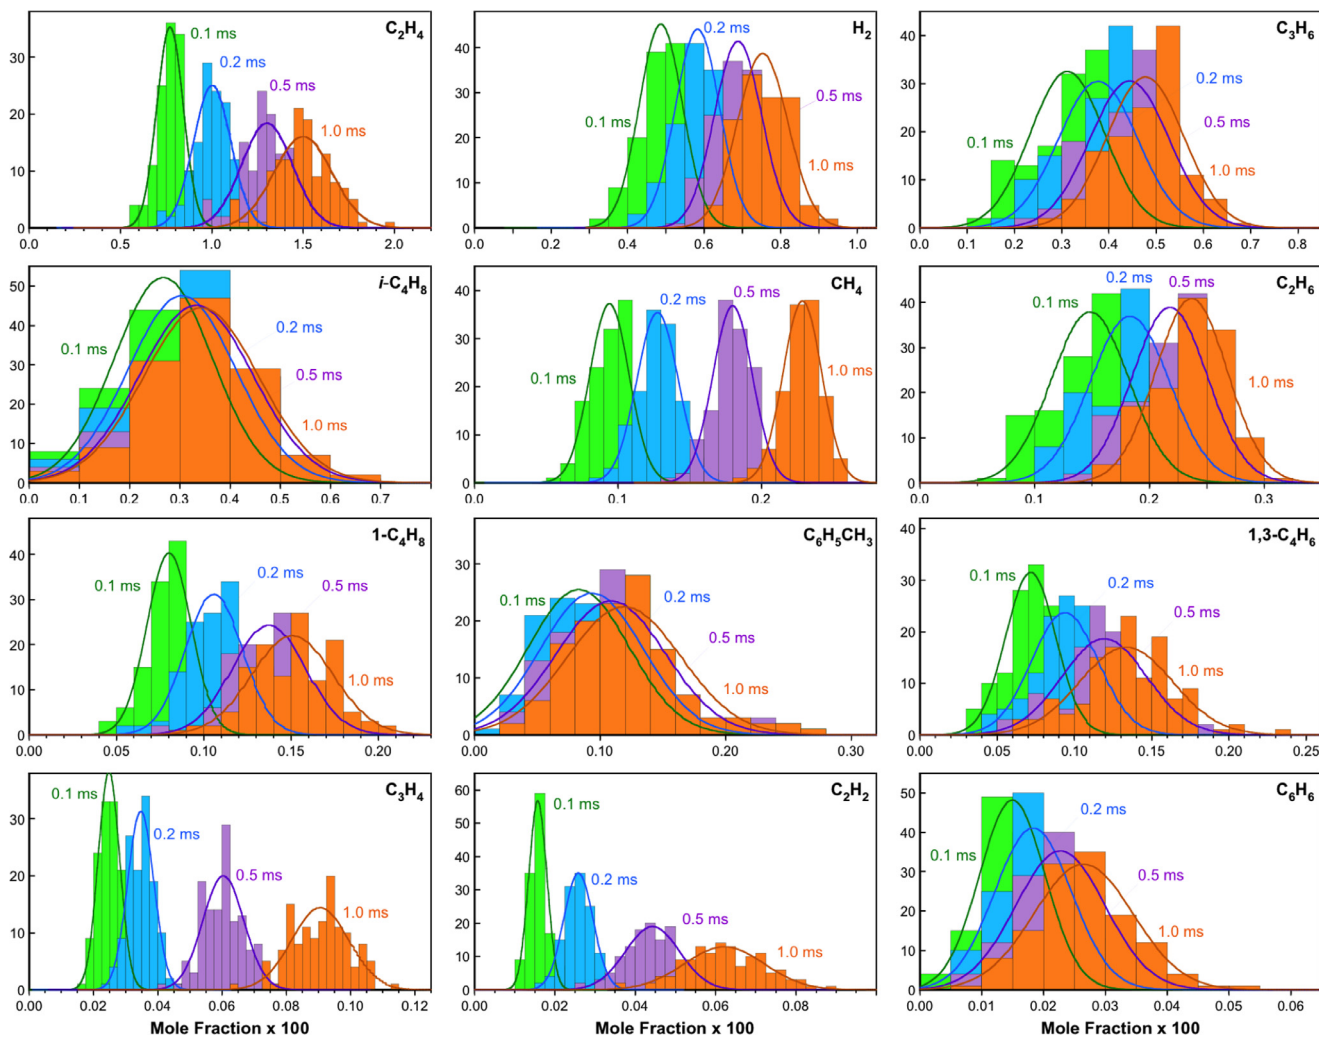 C2H4
0.1 ms
0.2 ms
0.5 ms
1.0 ms
30
20
10
0
0.0 0.5 1.0 1.5 2.0
H2
0.2 ms
0.1 ms
0.5 ms
1.0 ms
40
30
20
10
0
0.0 0.2 0.4 0.6 0.8 1.0
C3H6
0.2 ms
0.1 ms
0.5 ms
1.0 ms
40
30
20
10
0
0.0 0.1 0.2 0.3 0.4 0.5 0.6 0.7 0.8
i-C4H8
0.1 ms
0.2 ms
0.5 ms
1.0 ms
50
40
30
20
10
0
0.0 0.1 0.2 0.3 0.4 0.5 0.6 0.7
CH4
0.1 ms
0.2 ms
0.5 ms
1.0 ms
40
30
20
10
0
0.0 0.1 0.2
C2H6
0.1 ms
0.2 ms
0.5 ms
1.0 ms
40
30
20
10
0
0.0 0.1 0.2 0.3
1-C4H8
0.1 ms
0.2 ms
0.5 ms
1.0 ms
40
30
20
10
0
0.00 0.05 0.10 0.15 0.20
C6H5CH3
0.1 ms
0.2 ms
0.5 ms
1.0 ms
30
20
10
0
0.00 0.10 0.20 0.30
1,3-C4H6
0.1 ms
0.2 ms
0.5 ms
1.0 ms
40
30
20
10
0
0.00 0.05 0.10 0.15 0.20 0.25
C3H4
0.1 ms
0.2 ms
0.5 ms
1.0 ms
30
20
10
0
0.00 0.02 0.04 0.06 0.08 0.10 0.12
Mole Fraction x 100
C2H2
0.1 ms
0.2 ms
0.5 ms
1.0 ms
60
50
40
30
20
10
0
0.00 0.02 0.04 0.06 0.08
Mole Fraction x 100
C6H6
0.1 ms
0.2 ms
0.5 ms
1.0 ms
50
40
30
20
10
0
0.00 0.01 0.02 0.03 0.04 0.05 0.06
Mole Fraction x 100